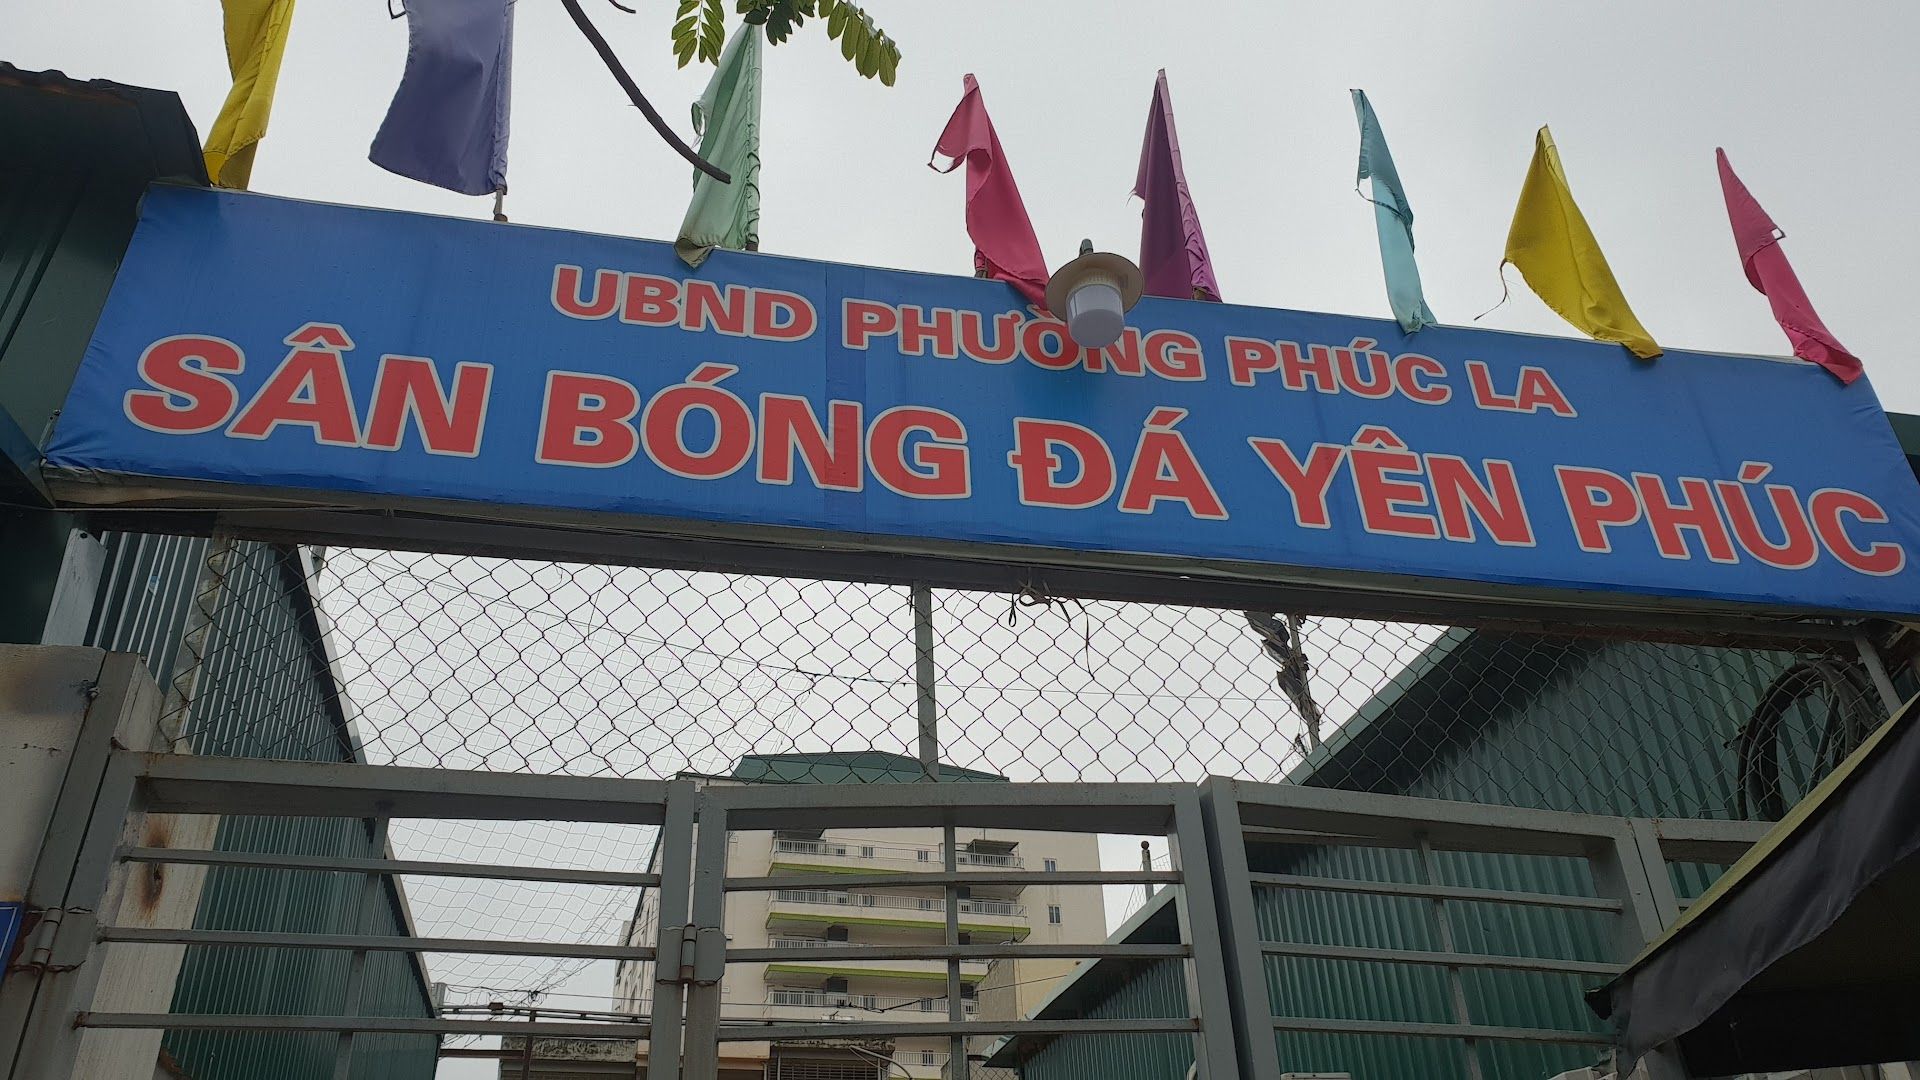 UBND PHƯỜNG PHÚC LA
SÂN BÓNG ĐÁ YÊN PHÚC